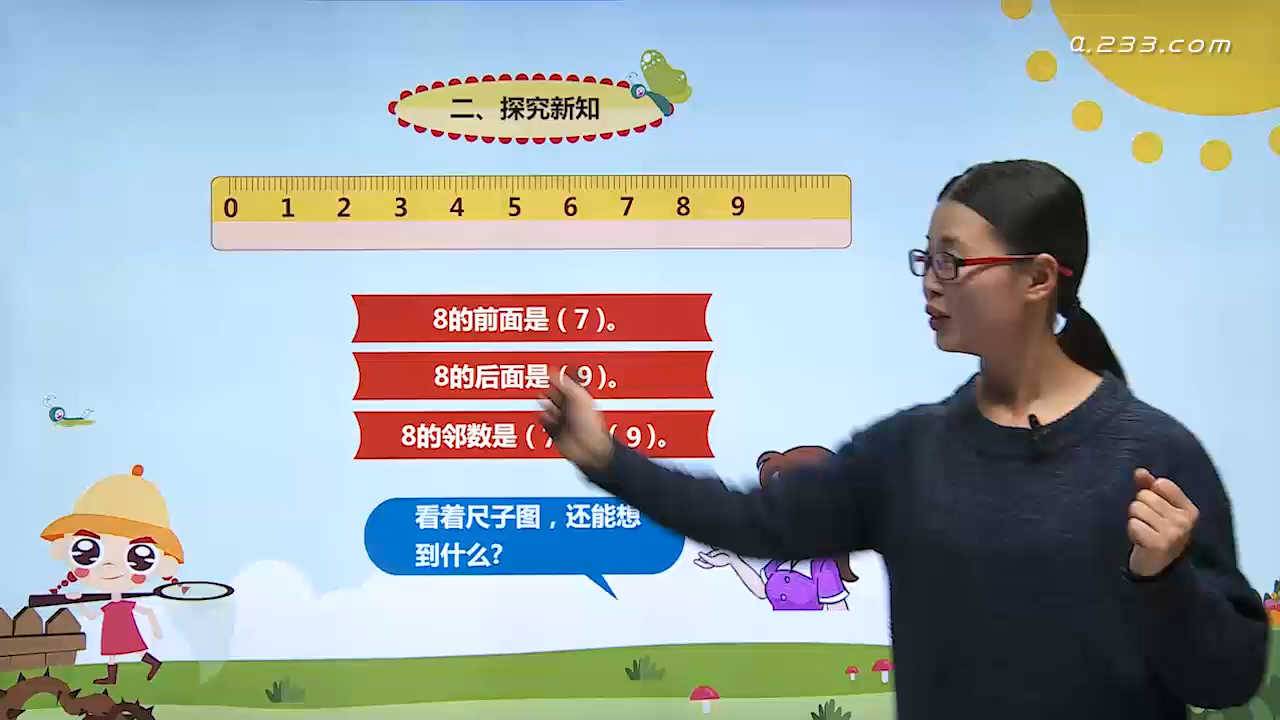 a.233.com
二、探究新知
0 1 2 3 4 5 6 7 8 9
8的前面是(7)。
8的后面是(9)。
8的邻数是(7 (9)。
看着尺子图，还能想
到什么?